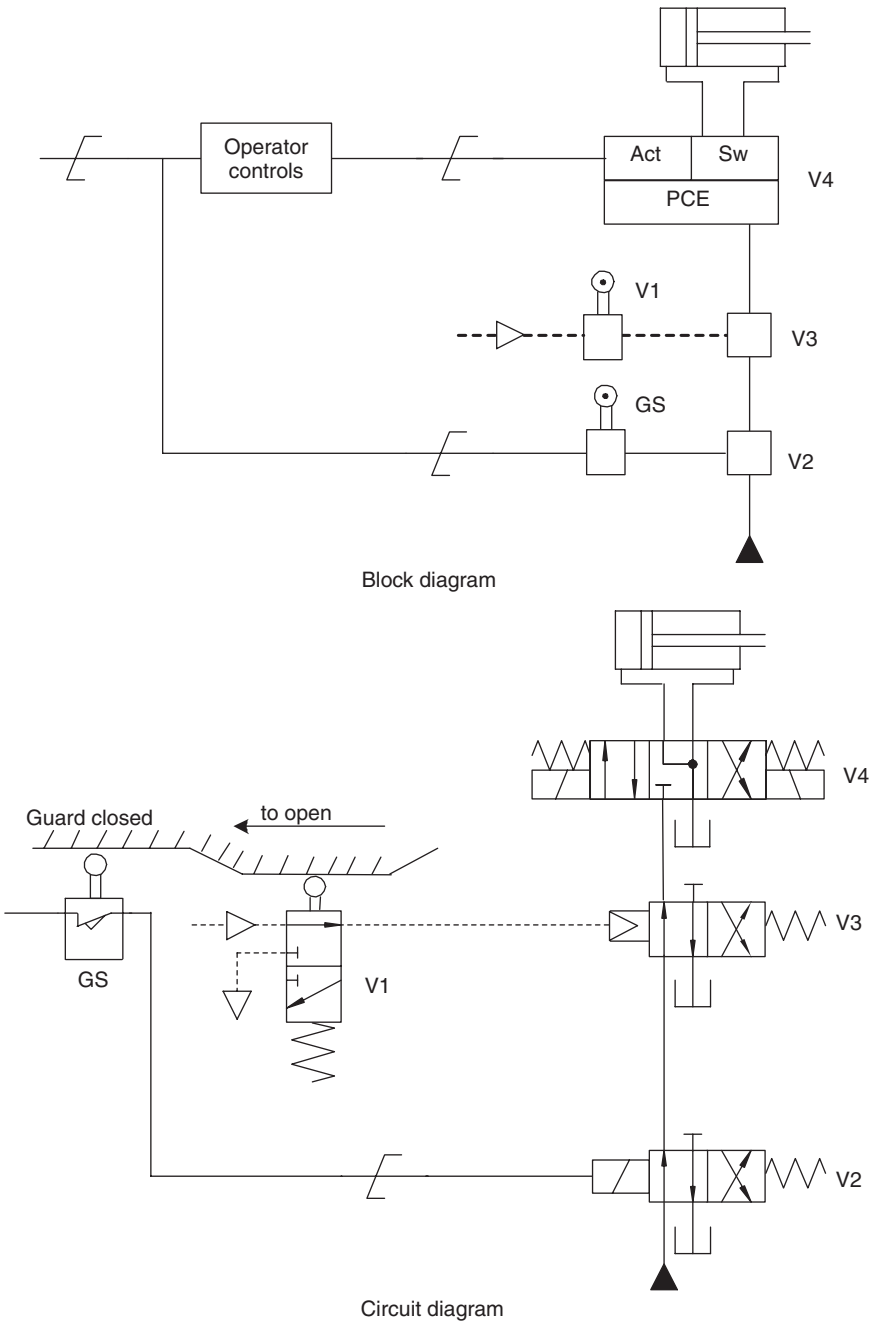 Operator
controls
Act
Sw
PCE
V4
V1
V3
GS
V2
Block diagram
V4
Guard closed
to open
V3
GS
V1
V2
Circuit diagram